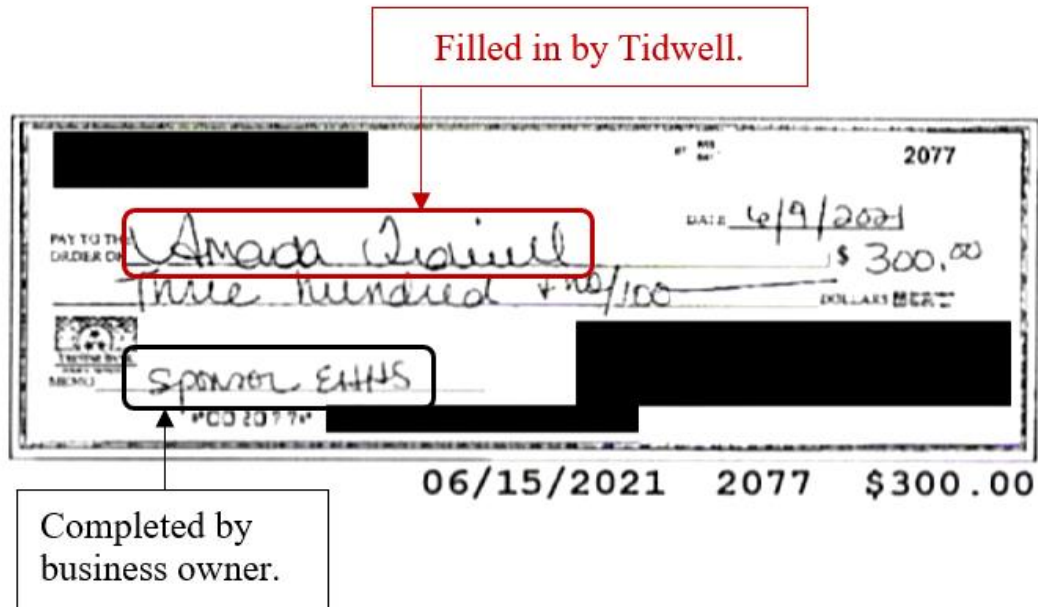 Filled in by Tidwell.
2077
PAY TO THE
ORDER OF
Amada Tidwell
DATE 6/9/2021
$ 300.00
Three hundred + no/100
DOLLARS
MEMO
Sponsor EHHS
"002077"
06/15/2021 2077 $300.00
Completed by
business owner.